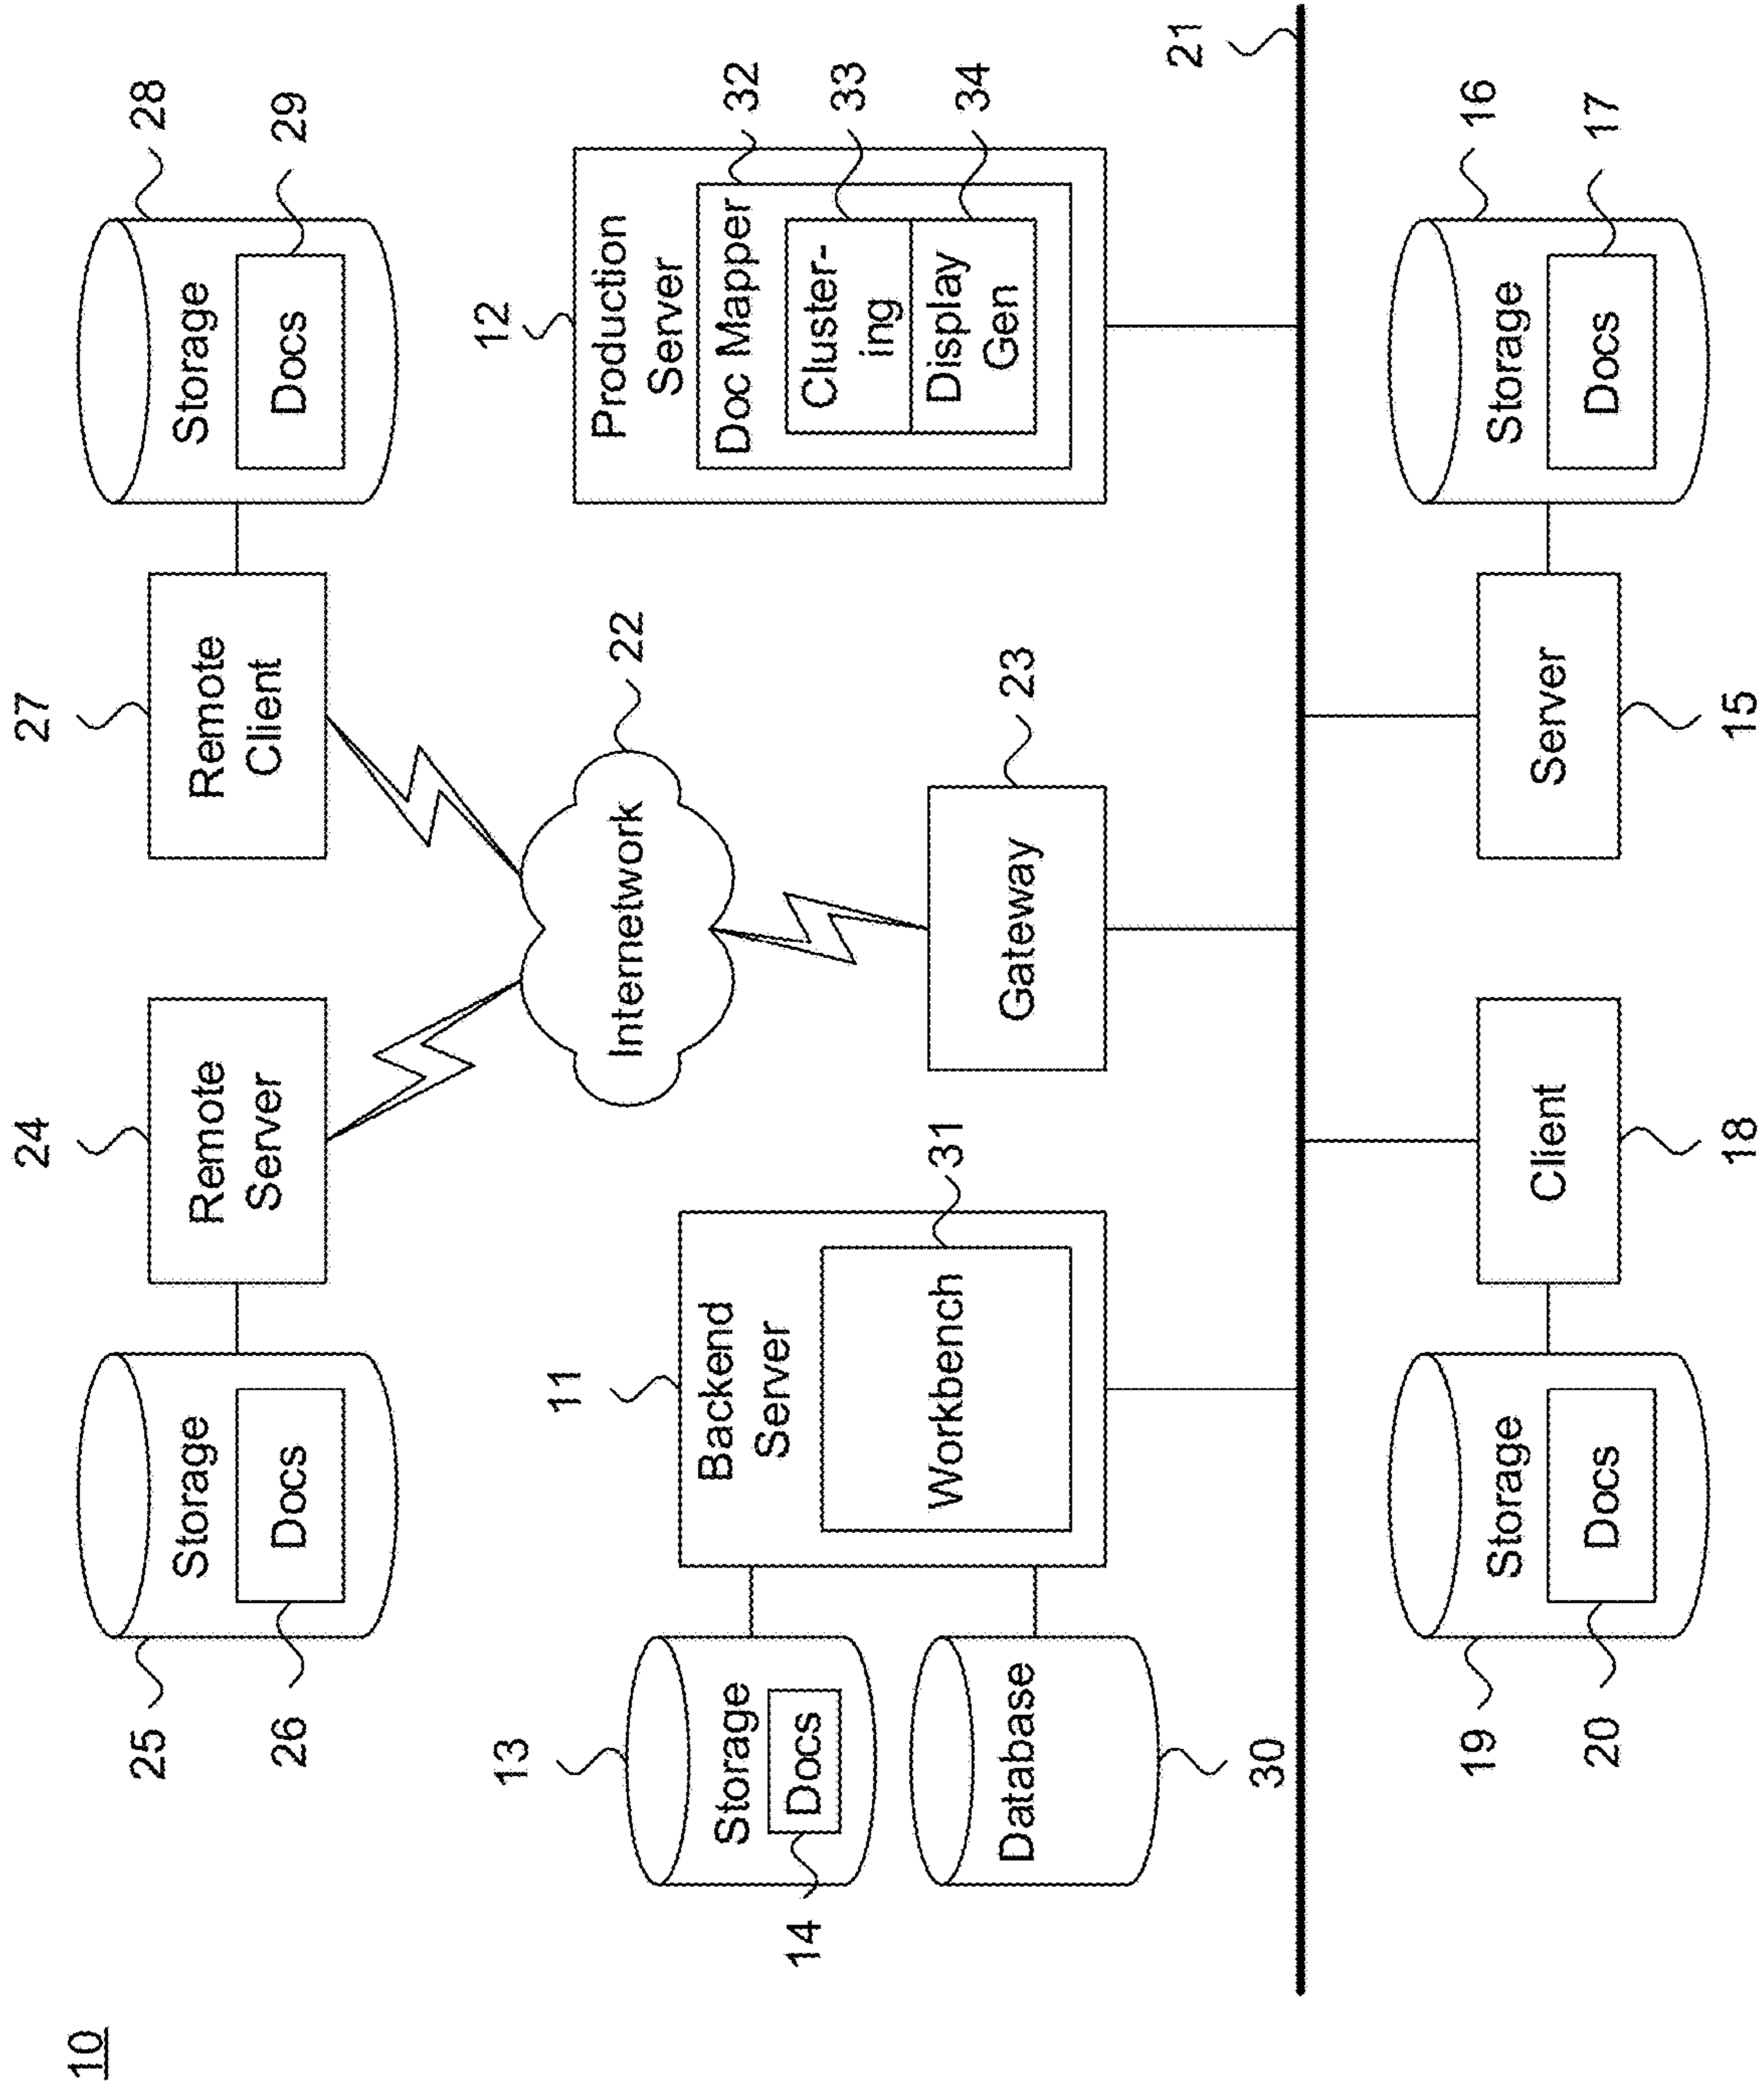 10
24
27
25
Storage
Remote
Server
Remote
Client
Storage
28
26
Docs
Docs
29
13
11
12
22
Internetwork
Production
Server
Storage
Backend
Server
Doc Mapper
32
14
Docs
Cluster-
ing
33
Workbench
31
Display
Gen
34
Database
Gateway
23
30
21
19
Storage
Storage
16
20
Docs
Client
Server
Docs
17
18
15